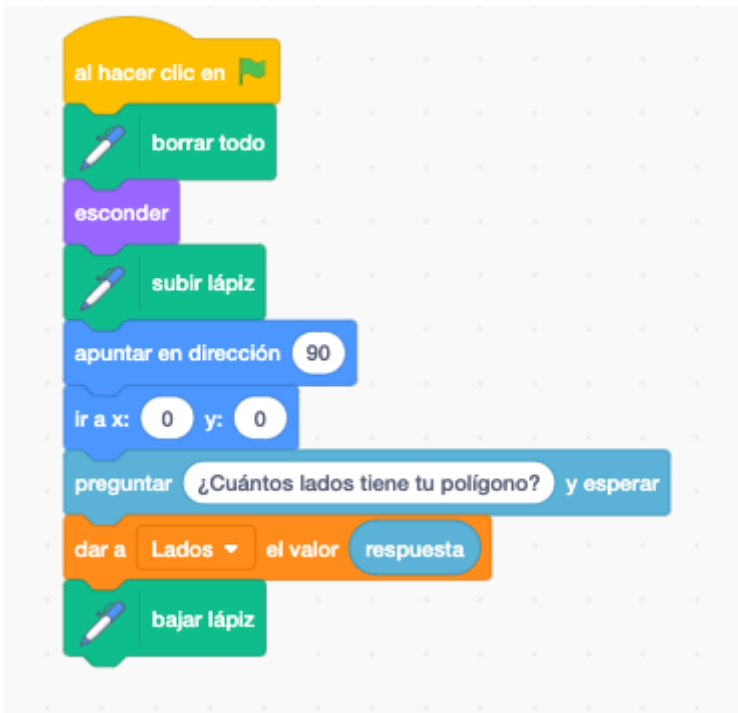 al hacer clic en
borrar todo
esconder
subir lápiz
apuntar en dirección 90
ir a x: 0 y: 0
preguntar ¿Cuántos lados tiene tu polígono? y esperar
dar a Lados el valor respuesta
bajar lápiz